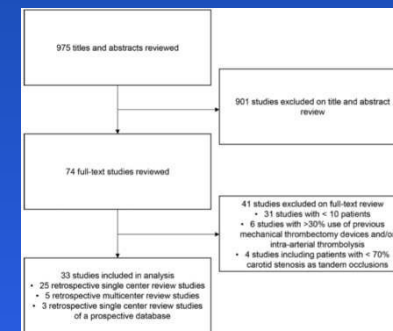 975 titles and abstracts reviewed
901 studies excluded on title and abstract
review
74 full-text studies reviewed
41 studies excluded on full-text review
• 31 studies with < 10 patients
• 6 studies with >30% use of previous
mechanical thrombectomy devices and/or
intra-arterial thrombolysis
• 4 studies including patients with < 70%
carotid stenosis as tandem occlusions
33 studies included in analysis
• 25 retrospective single center review studies
• 5 retrospective multicenter review studies
• 3 retrospective single center review studies
of a prospective database